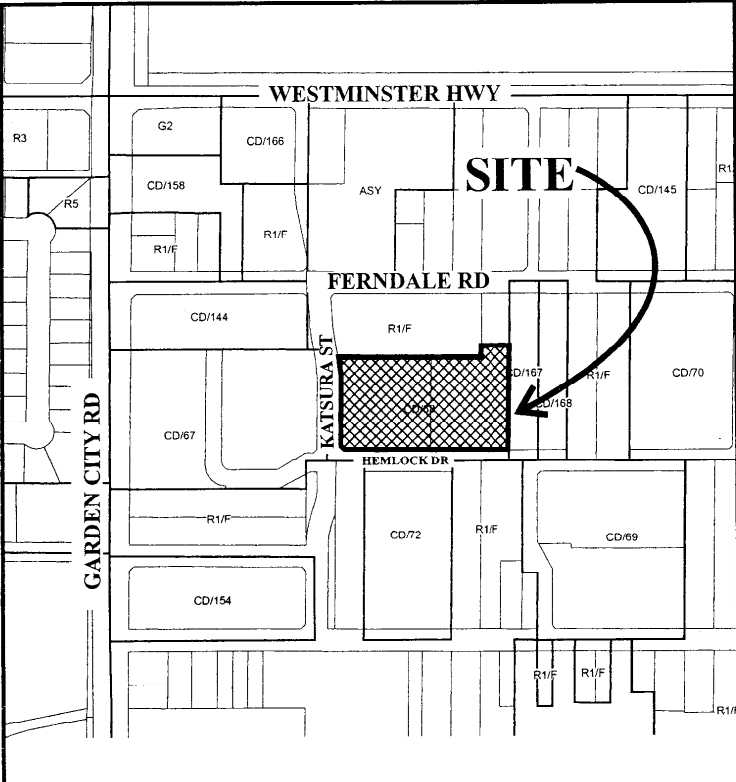 WESTMINSTER HWY
G2
CD/166
R3
SITE
CD/158
ASY
CD/145
R5
R1/F
R1/F
FERNDALE RD
CD/144
R1/F
KATSURA ST
CD/167
R1/F
CD/70
CD/168
CD/67
GARDEN CITY RD
HEMLOCK DR
R1/F
CD/72
R1/F
CD/69
CD/154
R1/F
R1/F
R1/F